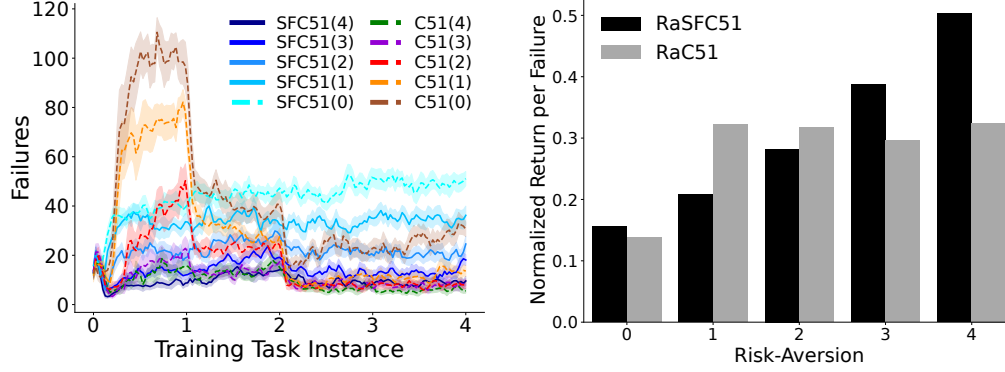 120
100
80
60
40
20
0
Failures
0
1
2
3
4
Training Task Instance
SFC51(4)
SFC51(3)
SFC51(2)
SFC51(1)
SFC51(0)
C51(4)
C51(3)
C51(2)
C51(1)
C51(0)
0.5
0.4
0.3
0.2
0.1
0.0
Normalized Return per Failure
RaSFC51
RaC51
0
1
2
3
4
Risk-Aversion